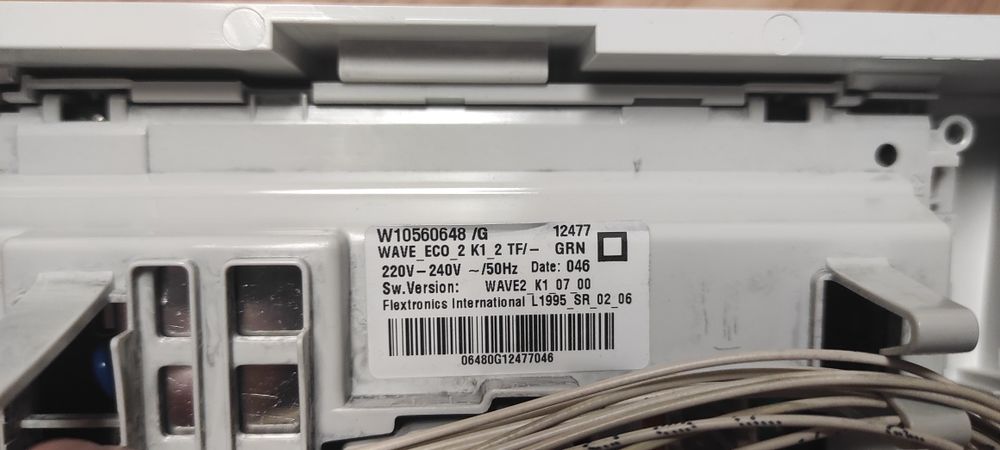 W10560648 /G 12477
WAVE_ECO_2 K1_2 TF/– GRN
220V – 240V ~/50Hz Date: 046
Sw.Version: WAVE2_K1_07_00
Flextronics International L1995_SR_02_06
06480G12477046